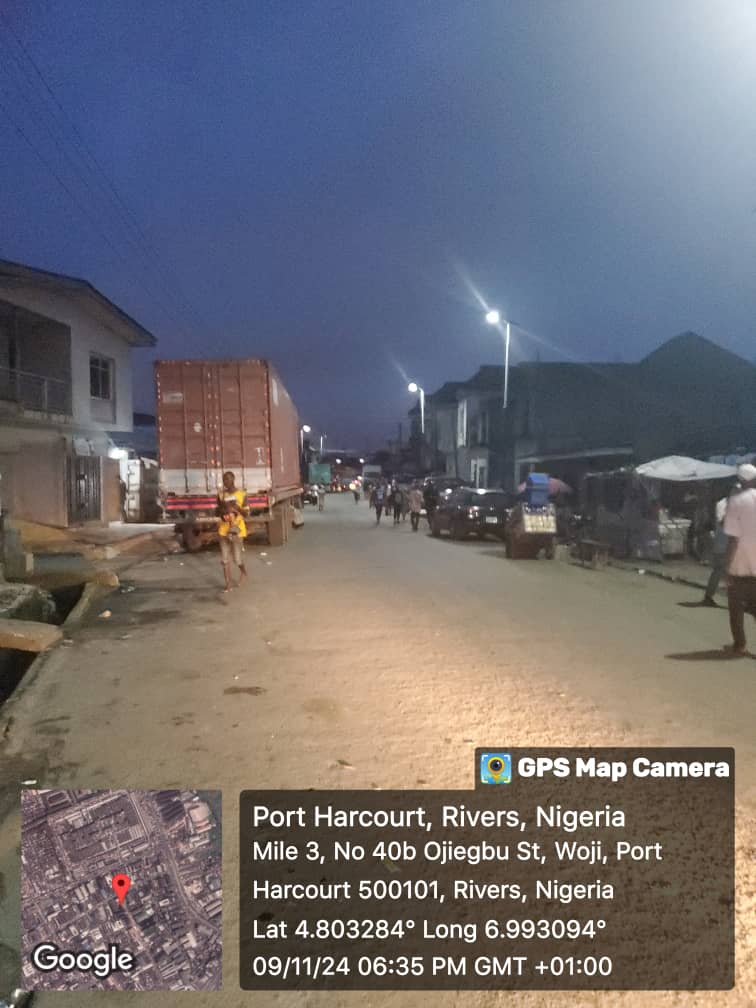 GPS Map Camera
Port Harcourt, Rivers, Nigeria
Mile 3, No 40b Ojiegbu St, Woji, Port
Harcourt 500101, Rivers, Nigeria
Lat 4.803284° Long 6.993094°
09/11/24 06:35 PM GMT +01:00
Google